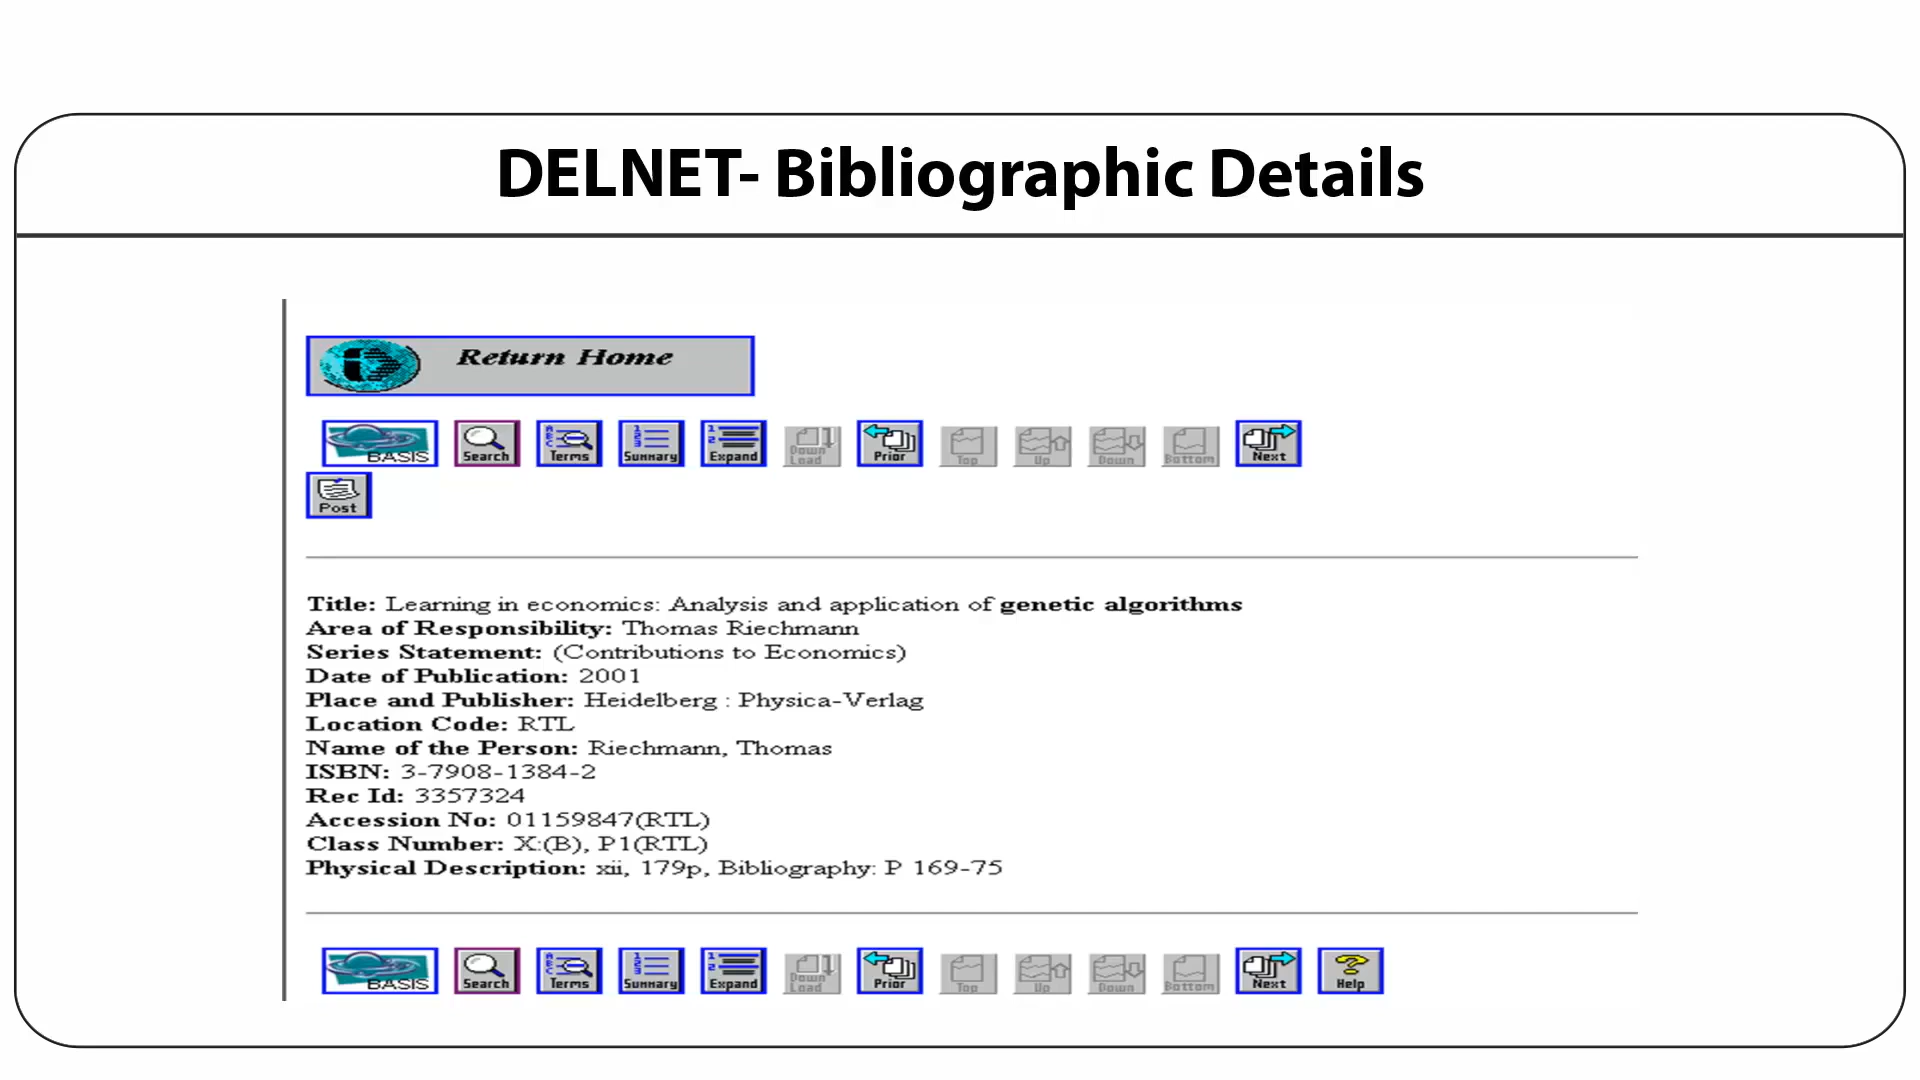 DELNET- Bibliographic Details
Return Home
BASIS Search Terms Summary Expand Down Load Prior Top Up Down Bottom Next
Post
Title: Learning in economics: Analysis and application of genetic algorithms
Area of Responsibility: Thomas Riechmann
Series Statement: (Contributions to Economics)
Date of Publication: 2001
Place and Publisher: Heidelberg : Physica-Verlag
Location Code: RTL
Name of the Person: Riechmann, Thomas
ISBN: 3-7908-1384-2
Rec Id: 3357324
Accession No: 01159847(RTL)
Class Number: X:(B), P1(RTL)
Physical Description: xii, 179p, Bibliography: P 169-75
BASIS Search Terms Summary Expand Down Load Prior Top Up Down Bottom Next Help